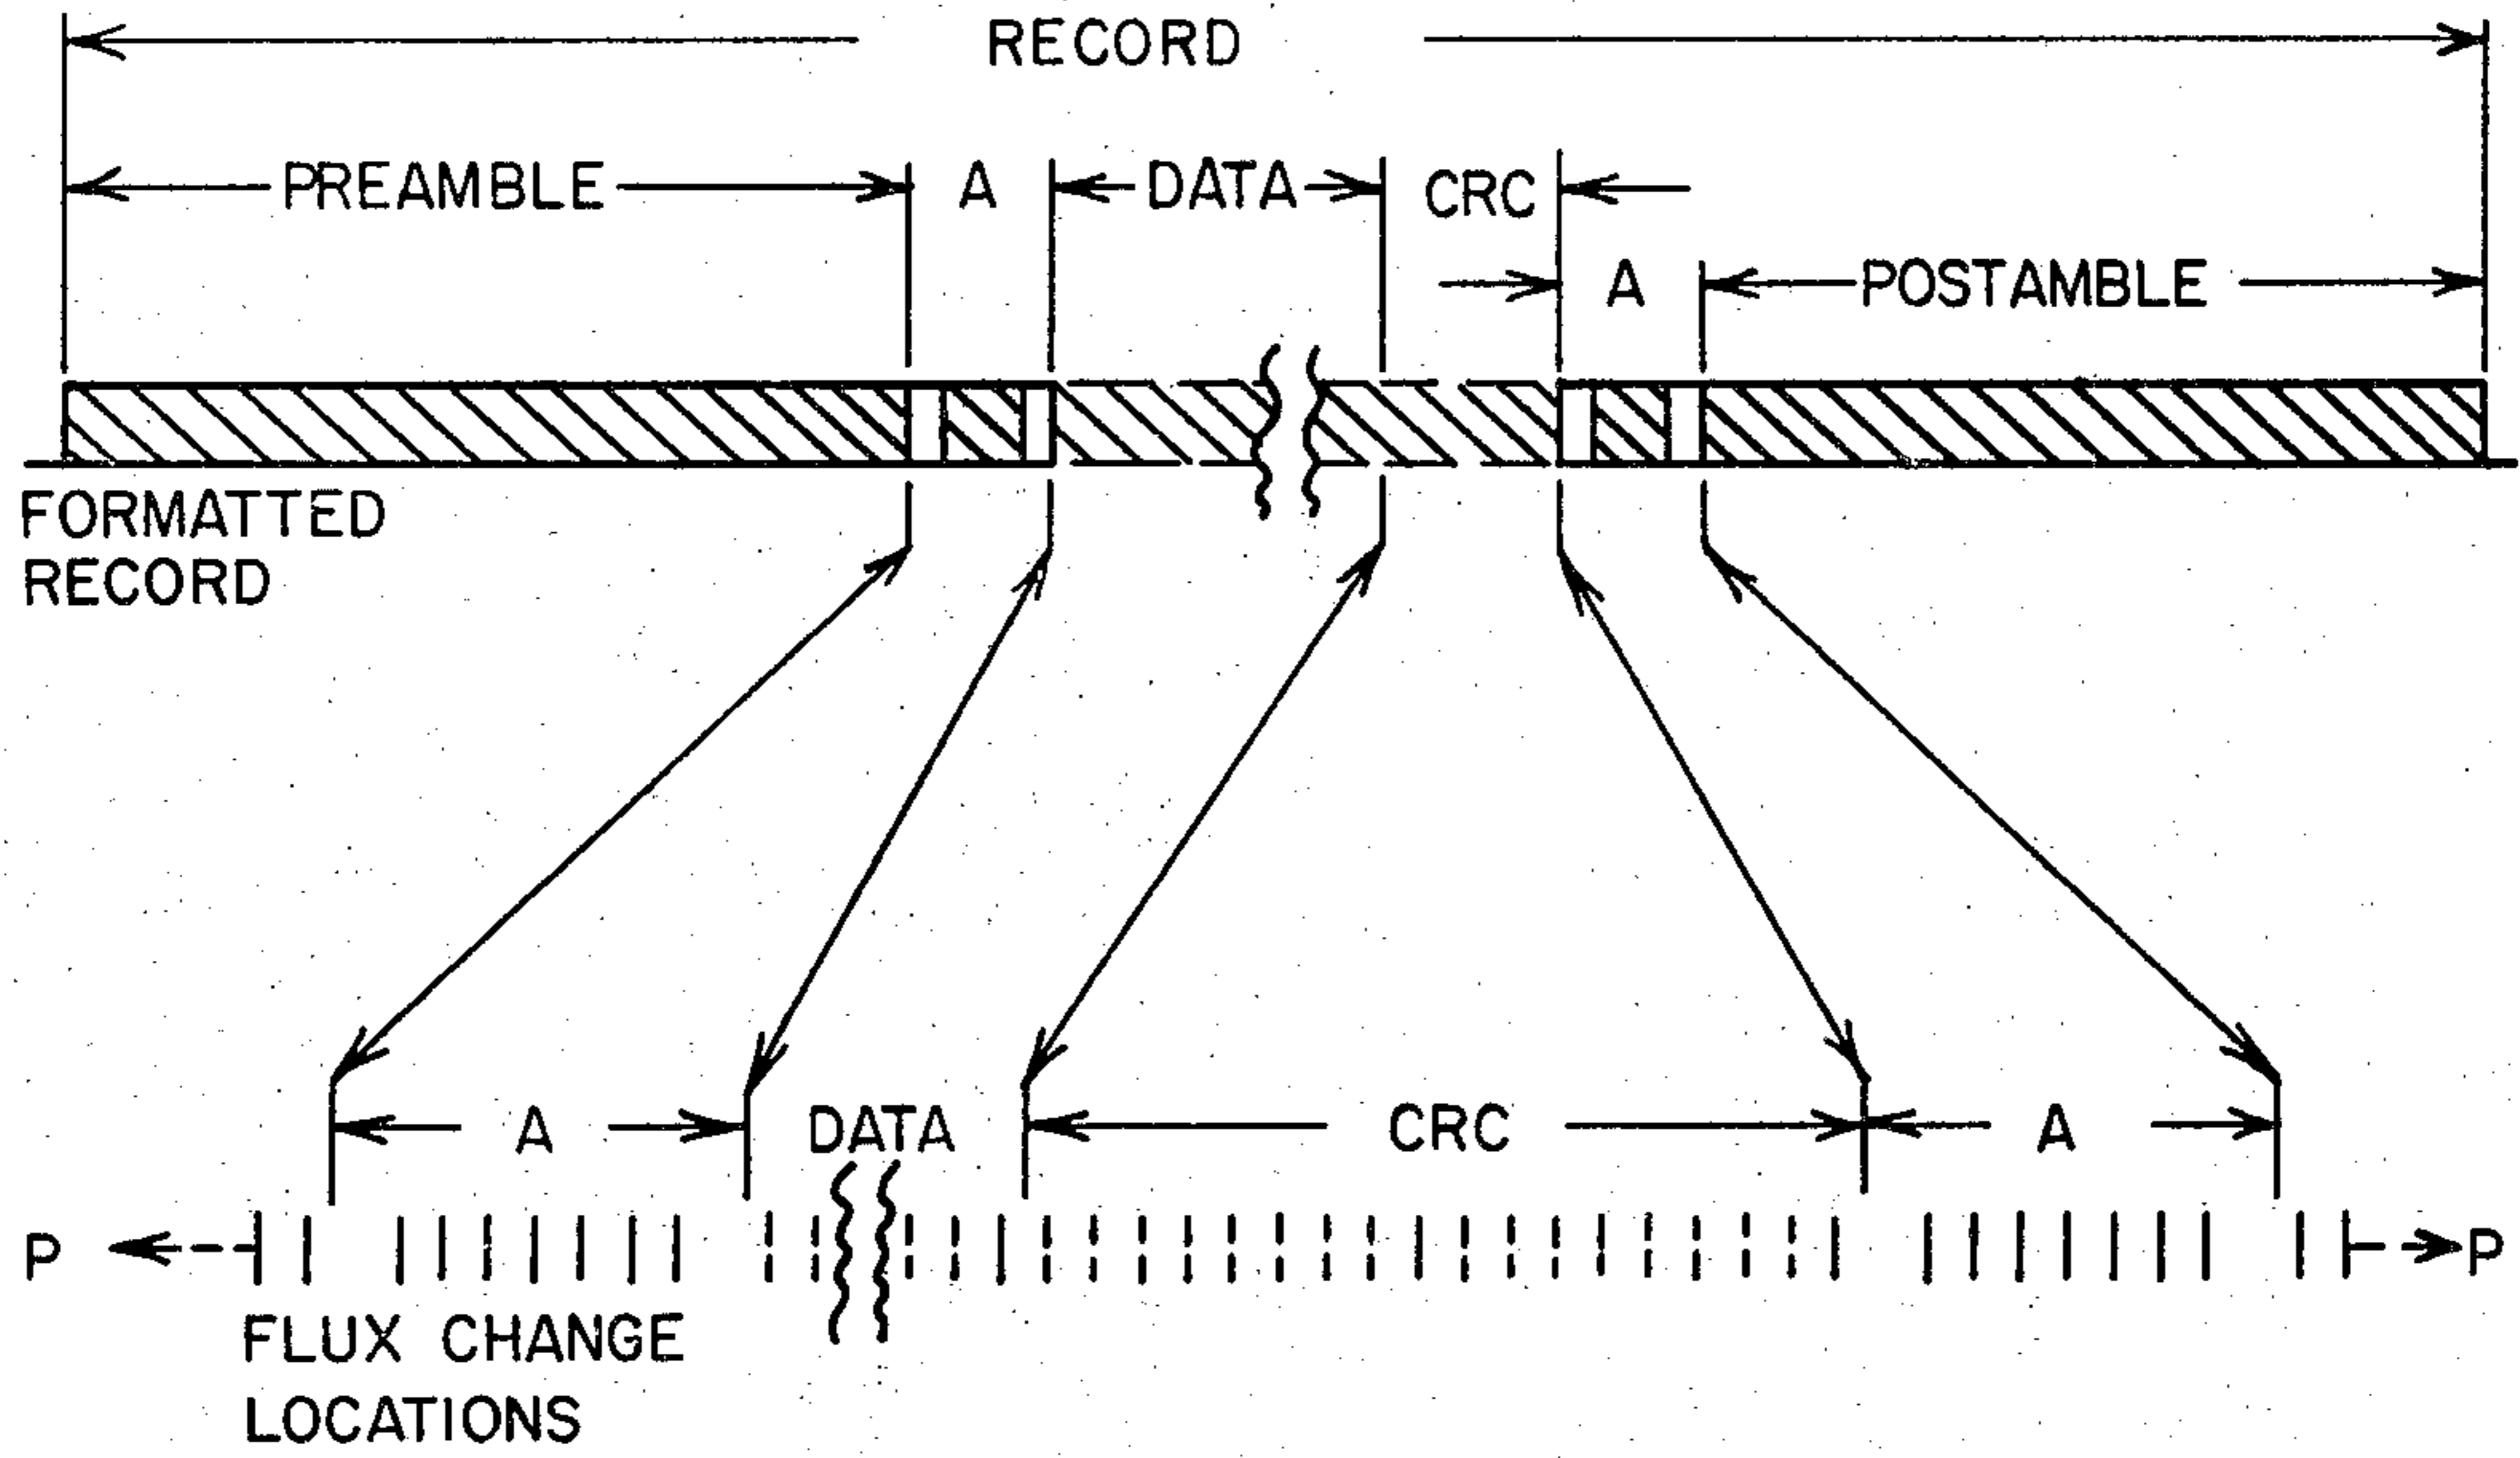 RECORD
PREAMBLE A DATA CRC
A POSTAMBLE
FORMATTED
RECORD
A DATA CRC A
P P
FLUX CHANGE
LOCATIONS